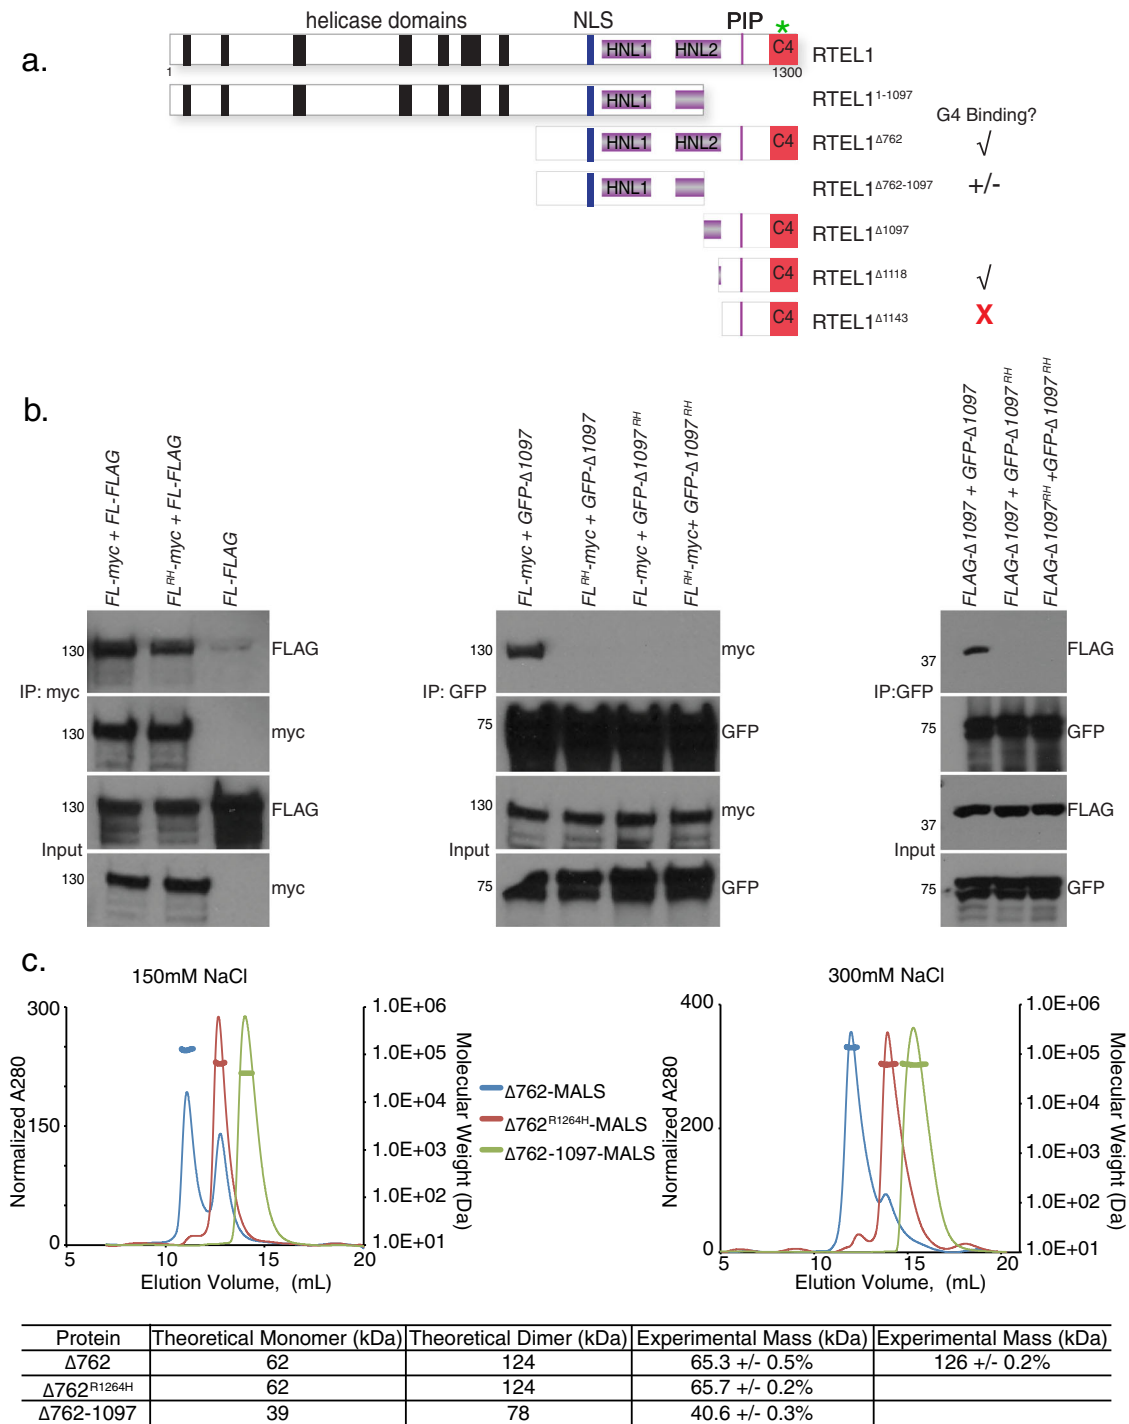 a.
helicase domains NLS PIP *
HNL1 HNL2 C4 RTEL1
1 1300
HNL1 RTEL1^1-1097
G4 Binding?
HNL1 HNL2 C4 RTEL1^Δ762 √
HNL1 RTEL1^Δ762-1097 +/-
C4 RTEL1^Δ1097
C4 RTEL1^Δ1118 √
C4 RTEL1^Δ1143 X
b.
FL-myc + FL-FLAG
FL^RH-myc + FL-FLAG
FL-FLAG
130 FLAG
IP: myc
130 myc
130 FLAG
Input
130 myc
FL-myc + GFP-Δ1097
FL^RH-myc + GFP-Δ1097
FL-myc + GFP-Δ1097^RH
FL^RH-myc+ GFP-Δ1097^RH
130 myc
IP: GFP
75 GFP
130 myc
Input
75 GFP
FLAG-Δ1097 + GFP-Δ1097
FLAG-Δ1097 + GFP-Δ1097^RH
FLAG-Δ1097^RH +GFP-Δ1097^RH
37 FLAG
IP:GFP
75 GFP
37 FLAG
Input
75 GFP
c.
150mM NaCl
300
150
0
Normalized A280
5 10 15 20
Elution Volume, (mL)
1.0E+06
1.0E+05
1.0E+04
1.0E+03
1.0E+02
1.0E+01
Molecular Weight (Da)
Δ762-MALS
Δ762^R1264H-MALS
Δ762-1097-MALS
300mM NaCl
400
200
0
Normalized A280
5 10 15 20
Elution Volume, (mL)
1.0E+06
1.0E+05
1.0E+04
1.0E+03
1.0E+02
1.0E+01
Molecular Weight (Da)
Protein Theoretical Monomer (kDa) Theoretical Dimer (kDa) Experimental Mass (kDa) Experimental Mass (kDa)
Δ762 62 124 65.3 +/- 0.5% 126 +/- 0.2%
Δ762^R1264H 62 124 65.7 +/- 0.2%
Δ762-1097 39 78 40.6 +/- 0.3%